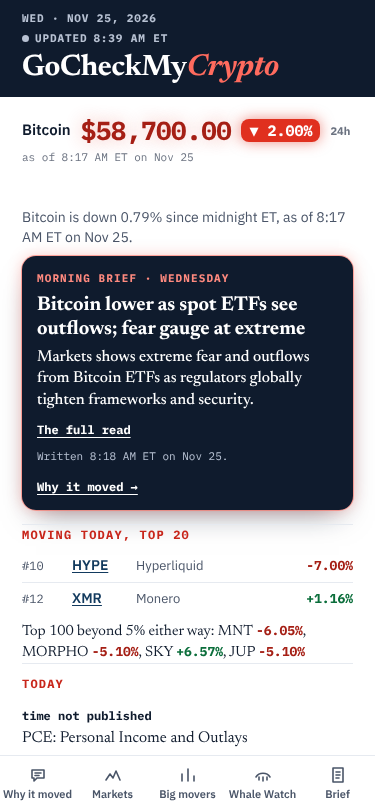 WED · NOV 25, 2026
UPDATED 8:39 AM ET
GoCheckMyCrypto
Bitcoin $58,700.00 ▼ 2.00% 24h
as of 8:17 AM ET on Nov 25
Bitcoin is down 0.79% since midnight ET, as of 8:17
AM ET on Nov 25.
MORNING BRIEF · WEDNESDAY
Bitcoin lower as spot ETFs see
outflows; fear gauge at extreme
Markets shows extreme fear and outflows
from Bitcoin ETFs as regulators globally
tighten frameworks and security.
The full read
Written 8:18 AM ET on Nov 25.
Why it moved →
MOVING TODAY, TOP 20
#10 HYPE Hyperliquid -7.00%
#12 XMR Monero +1.16%
Top 100 beyond 5% either way: MNT -6.05%,
MORPHO -5.10%, SKY +6.57%, JUP -5.10%
TODAY
time not published
PCE: Personal Income and Outlays
Why it moved Markets Big movers Whale Watch Brief